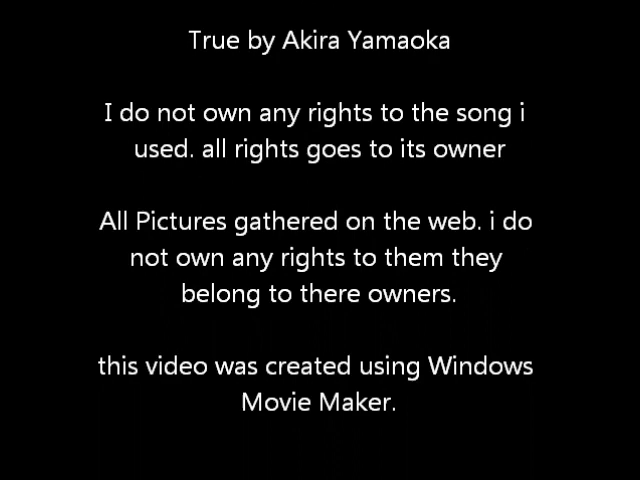 True by Akira Yamaoka
I do not own any rights to the song i
used. all rights goes to its owner
All Pictures gathered on the web. i do
not own any rights to them they
belong to there owners.
this video was created using Windows
Movie Maker.